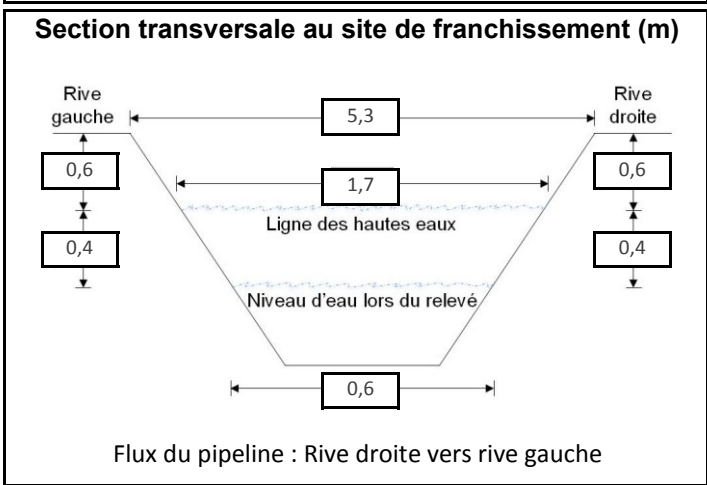 Section transversale au site de franchissement (m)
Rive
gauche
5,3
Rive
droite
0,6
1,7
0,6
Ligne des hautes eaux
0,4
0,4
Niveau d'eau lors du relevé
0,6
Flux du pipeline : Rive droite vers rive gauche